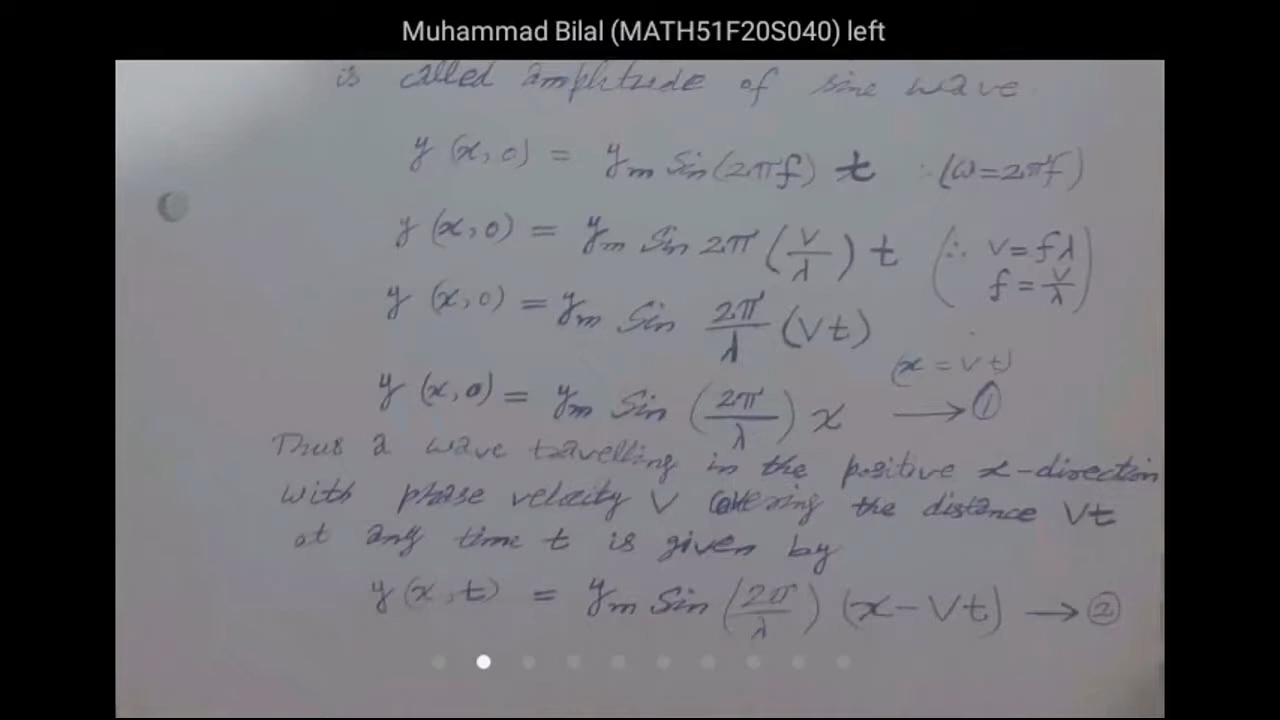 Muhammad Bilal (MATH51F20S040) left
is called amplitude of sine wave
y (x,0) = yₘ Sin(2πf) t ∵ (ω=2πf)
y (x,0) = yₘ Sin 2π (V/λ) t (∴ v=fλ
f = V/λ)
y (x,0) = yₘ Sin 2π/λ (Vt)
(x = Vt)
y (x,0) = yₘ Sin (2π/λ) x → ①
Thus a wave travelling in the positive x-direction
with phase velocity V covering the distance Vt
at any time t is given by
y (x,t) = yₘ Sin (2π/λ) (x - Vt) → ②